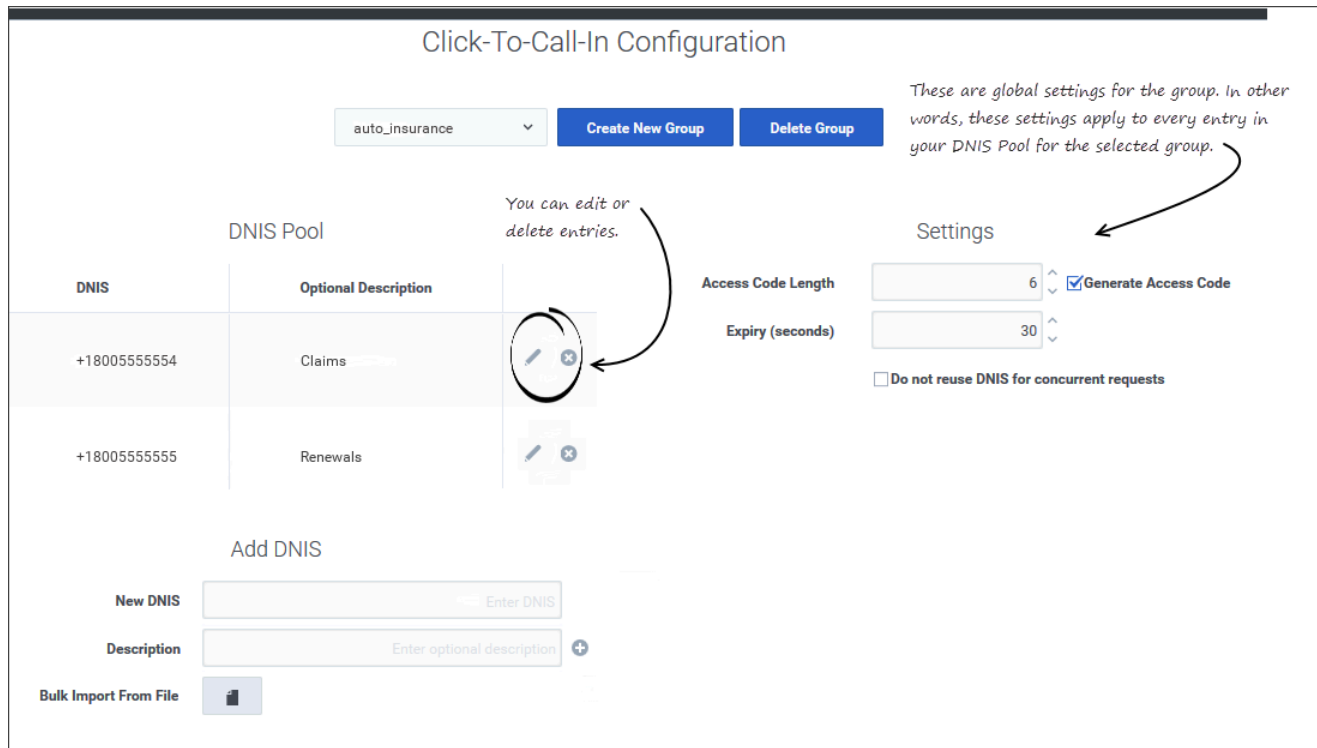 Click-To-Call-In Configuration
auto_insurance
Create New Group
Delete Group
These are global settings for the group. In other
words, these settings apply to every entry in
your DNIS Pool for the selected group.
You can edit or
delete entries.
DNIS Pool
DNIS
Optional Description
+18005555554
Claims
+18005555555
Renewals
Settings
Access Code Length
6
Generate Access Code
Expiry (seconds)
30
Do not reuse DNIS for concurrent requests
Add DNIS
New DNIS
Enter DNIS
Description
Enter optional description
Bulk Import From File